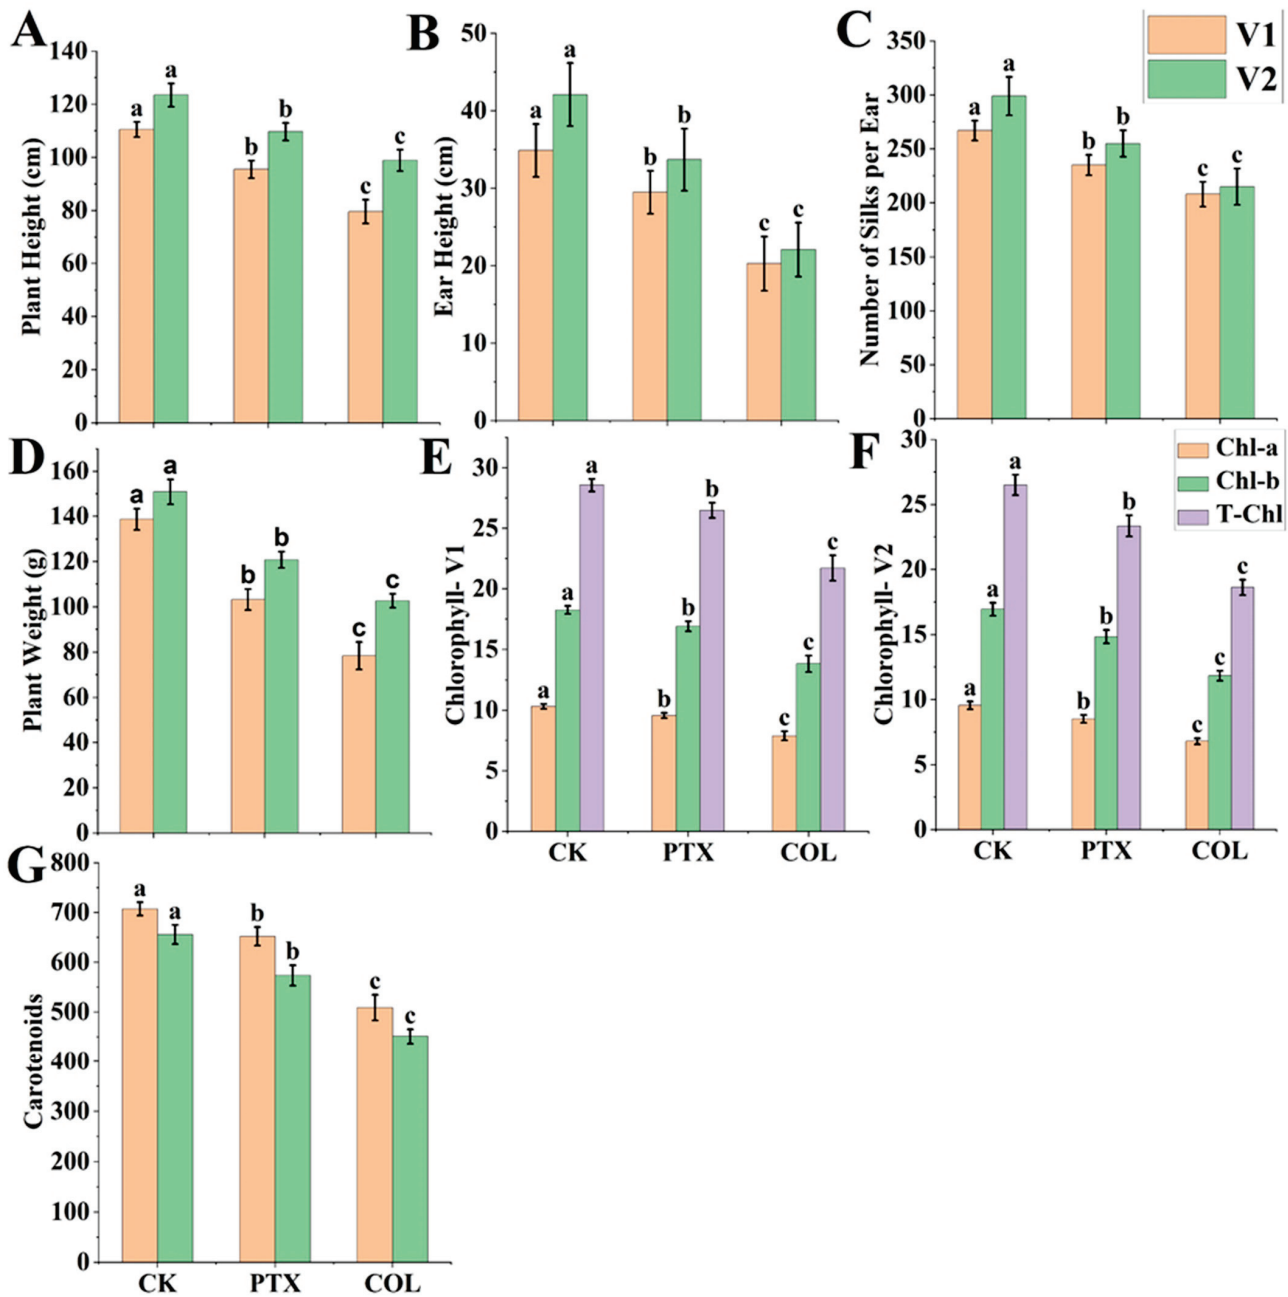 A
Plant Height (cm)
140
120
100
80
60
40
20
0
a
a
b
b
c
c
B
Ear Height (cm)
50
40
30
20
10
0
a
a
b
b
c
c
C
Number of Silks per Ear
350
300
250
200
150
100
50
0
a
a
b
b
c
c
V1
V2
D
Plant Weight (g)
160
140
120
100
80
60
40
20
0
a
a
b
b
c
c
E
Chlorophyll- V1
30
25
20
15
10
5
0
a
a
a
b
b
b
c
c
c
CK
PTX
COL
F
Chlorophyll- V2
30
25
20
15
10
5
0
a
a
a
b
b
b
c
c
c
CK
PTX
COL
Chl-a
Chl-b
T-Chl
G
Carotenoids
800
700
600
500
400
300
200
100
0
a
a
b
b
c
c
CK
PTX
COL